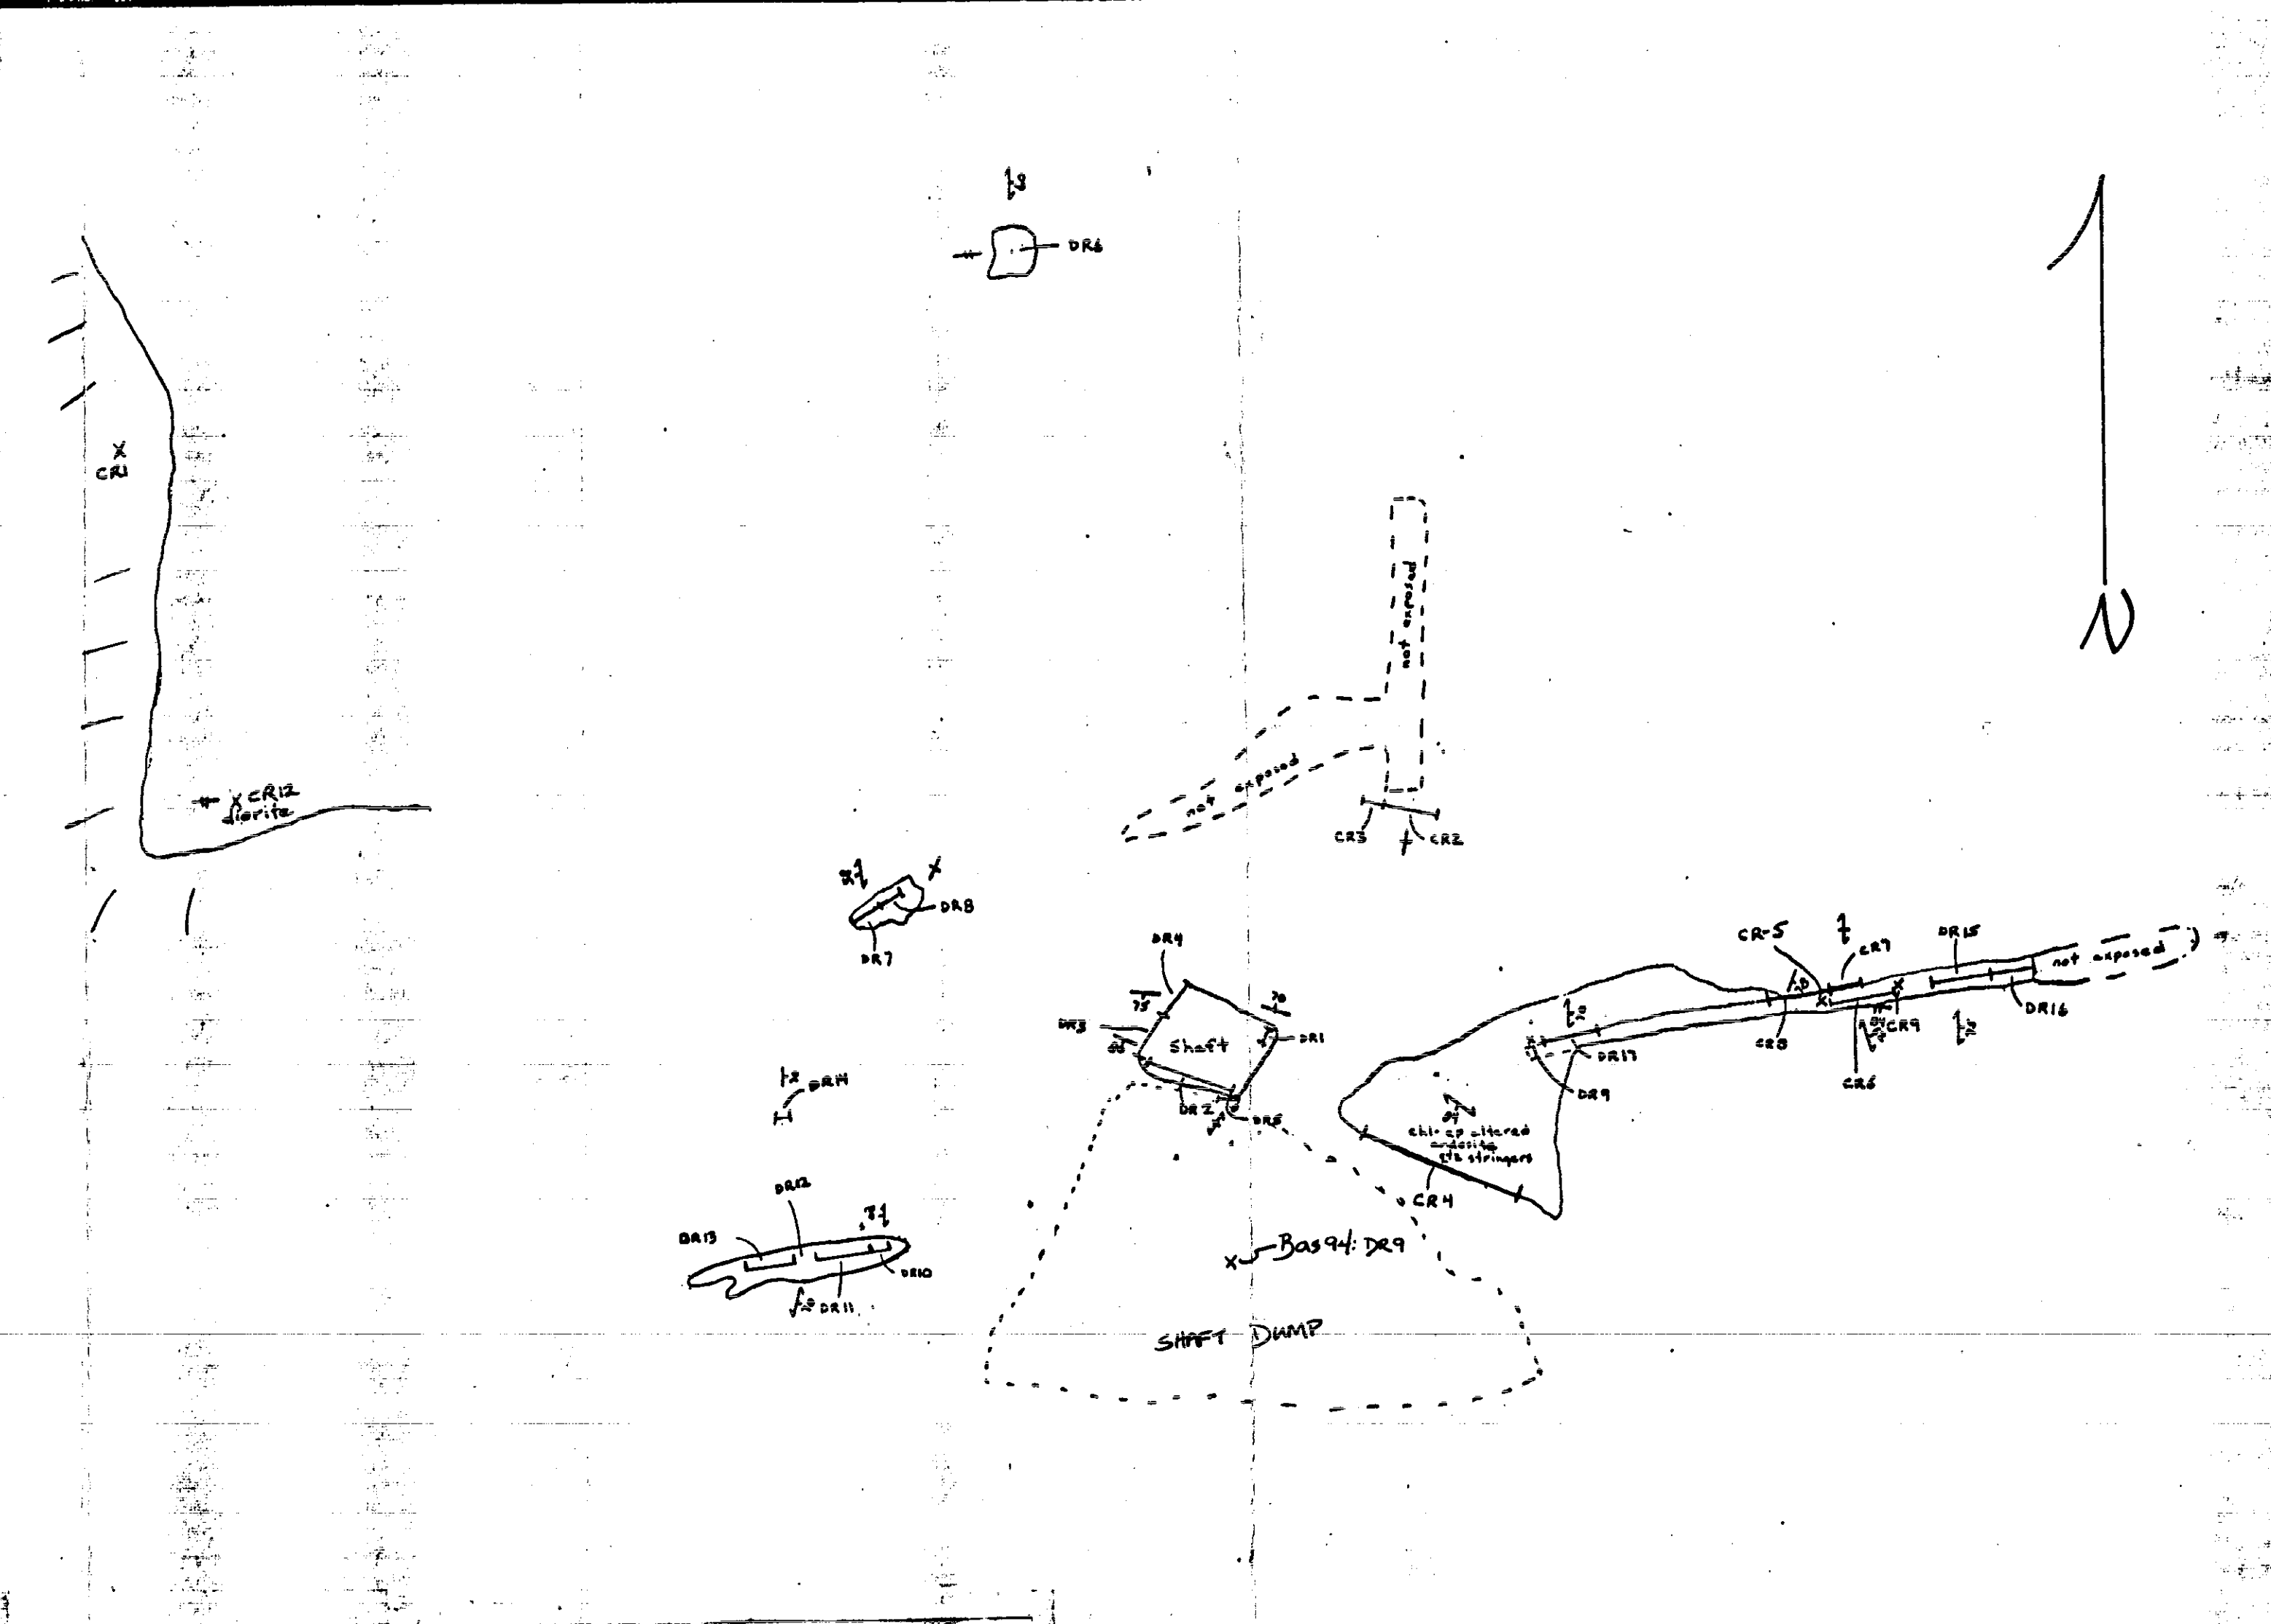 DR6
CR1
not exposed
N
not exposed
X CR12
diorite
CR3
CR2
DR8
DR7
DR4
CR-5
CR7
DR15
not exposed
75
70
DR3
Shaft
DR1
DR16
CR9
DR17
CR8
DR9
CR6
DR14
DR2
DR5
chl-ep altered
andesite
qtz stringers
CR4
DR12
DR13
Bas94: DR9
DR10
DR11
SHAFT DUMP